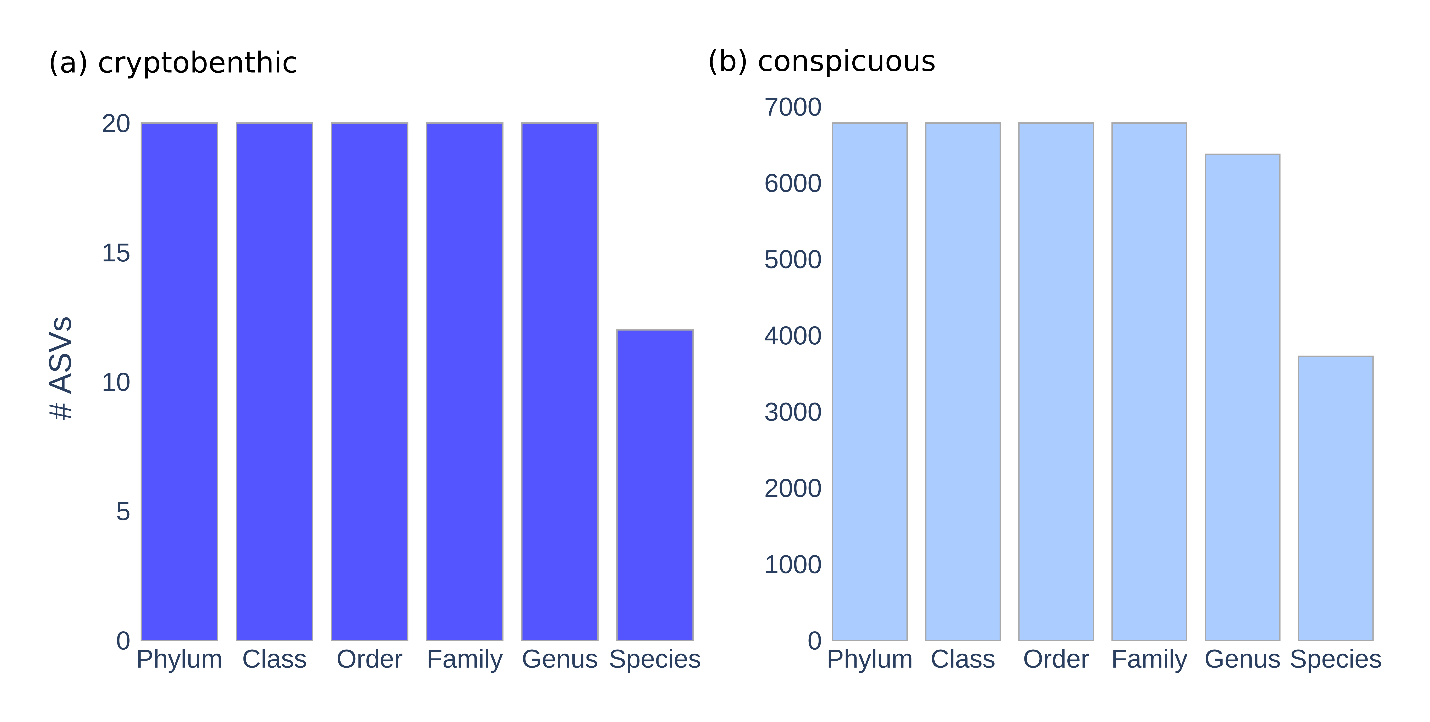 (a) cryptobenthic
# ASVs
20
15
10
5
0
Phylum Class Order Family Genus Species
(b) conspicuous
7000
6000
5000
4000
3000
2000
1000
0
Phylum Class Order Family Genus Species